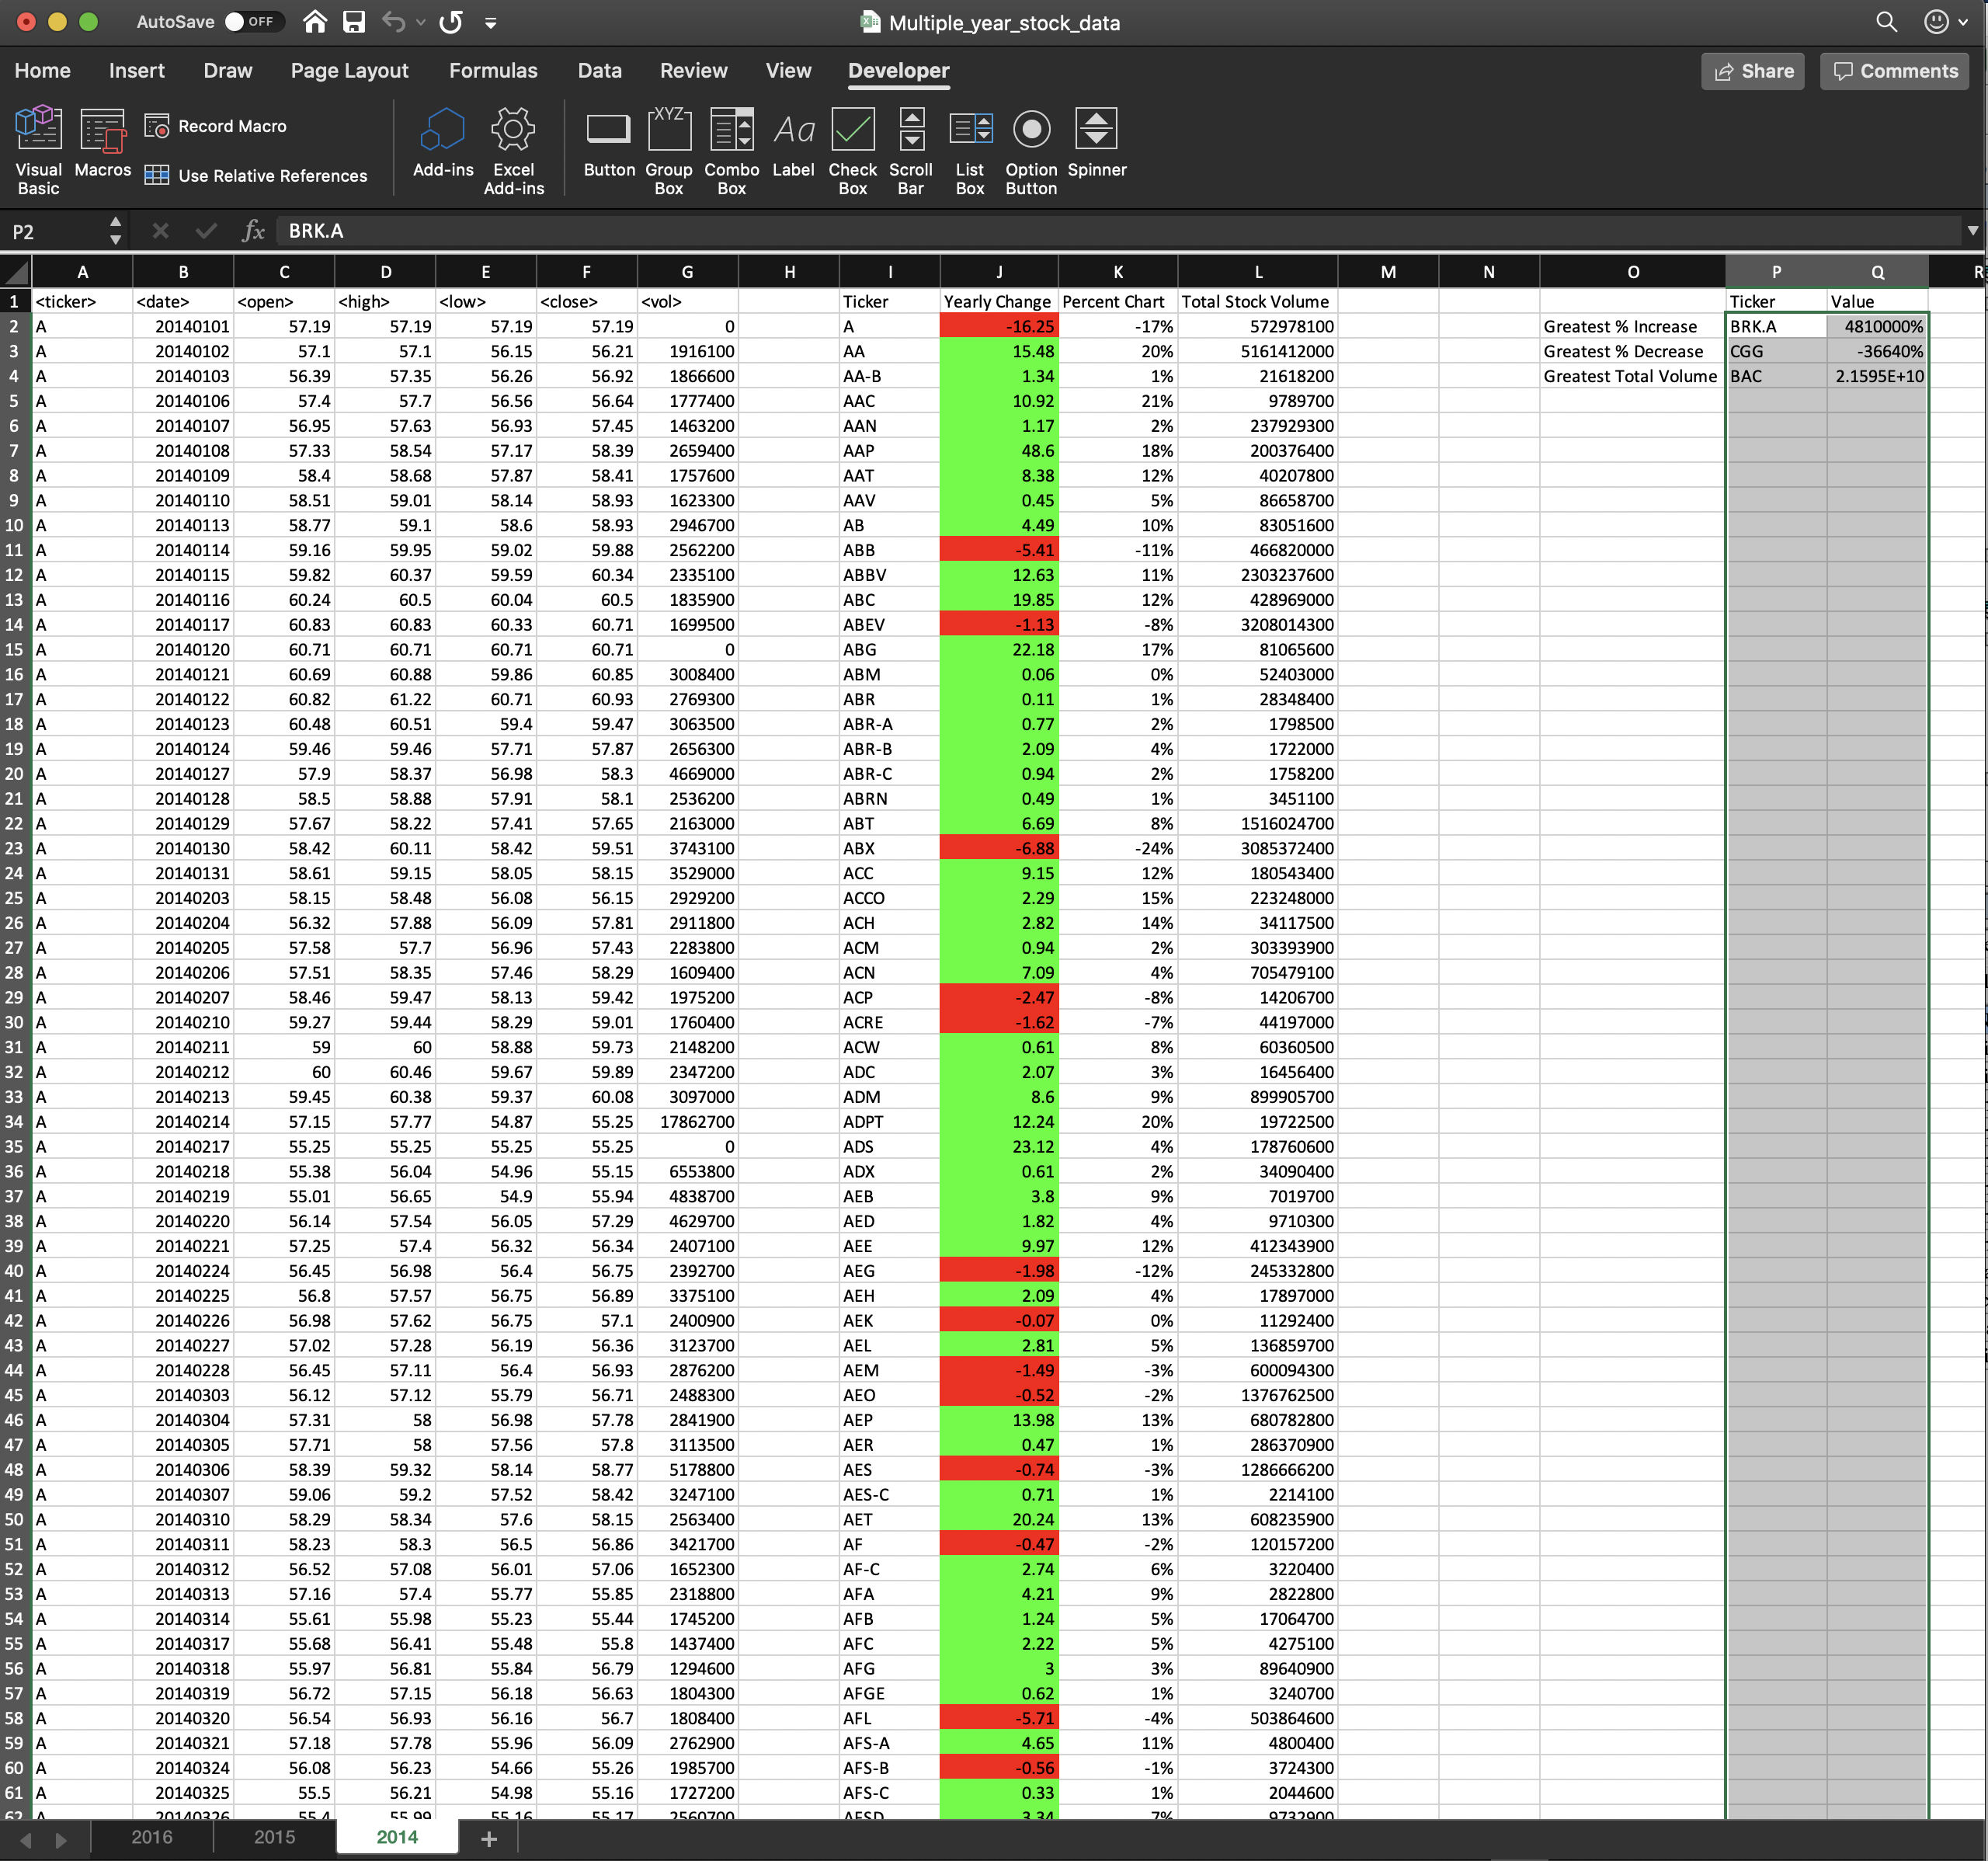 AutoSave OFF Multiple_year_stock_data
Home Insert Draw Page Layout Formulas Data Review View Developer Share Comments
Visual Basic Macros Record Macro Use Relative References Add-ins Excel Add-ins Button XYZ Group Box Combo Box Aa Label Check Box Scroll Bar List Box Option Button Spinner
P2 fx BRK.A
A B C D E F G H I J K L M N O P Q R
1 <ticker> <date> <open> <high> <low> <close> <vol> Ticker Yearly Change Percent Chart Total Stock Volume Ticker Value
2 A 20140101 57.19 57.19 57.19 57.19 0 A -16.25 -17% 572978100 Greatest % Increase BRK.A 4810000%
3 A 20140102 57.1 57.1 56.15 56.21 1916100 AA 15.48 20% 5161412000 Greatest % Decrease CGG -36640%
4 A 20140103 56.39 57.35 56.26 56.92 1866600 AA-B 1.34 1% 21618200 Greatest Total Volume BAC 2.1595E+10
5 A 20140106 57.4 57.7 56.56 56.64 1777400 AAC 10.92 21% 9789700
6 A 20140107 56.95 57.63 56.93 57.45 1463200 AAN 1.17 2% 237929300
7 A 20140108 57.33 58.54 57.17 58.39 2659400 AAP 48.6 18% 200376400
8 A 20140109 58.4 58.68 57.87 58.41 1757600 AAT 8.38 12% 40207800
9 A 20140110 58.51 59.01 58.14 58.93 1623300 AAV 0.45 5% 86658700
10 A 20140113 58.77 59.1 58.6 58.93 2946700 AB 4.49 10% 83051600
11 A 20140114 59.16 59.95 59.02 59.88 2562200 ABB -5.41 -11% 466820000
12 A 20140115 59.82 60.37 59.59 60.34 2335100 ABBV 12.63 11% 2303237600
13 A 20140116 60.24 60.5 60.04 60.5 1835900 ABC 19.85 12% 428969000
14 A 20140117 60.83 60.83 60.33 60.71 1699500 ABEV -1.13 -8% 3208014300
15 A 20140120 60.71 60.71 60.71 60.71 0 ABG 22.18 17% 81065600
16 A 20140121 60.69 60.88 59.86 60.85 3008400 ABM 0.06 0% 52403000
17 A 20140122 60.82 61.22 60.71 60.93 2769300 ABR 0.11 1% 28348400
18 A 20140123 60.48 60.51 59.4 59.47 3063500 ABR-A 0.77 2% 1798500
19 A 20140124 59.46 59.46 57.71 57.87 2656300 ABR-B 2.09 4% 1722000
20 A 20140127 57.9 58.37 56.98 58.3 4669000 ABR-C 0.94 2% 1758200
21 A 20140128 58.5 58.88 57.91 58.1 2536200 ABRN 0.49 1% 3451100
22 A 20140129 57.67 58.22 57.41 57.65 2163000 ABT 6.69 8% 1516024700
23 A 20140130 58.42 60.11 58.42 59.51 3743100 ABX -6.88 -24% 3085372400
24 A 20140131 58.61 59.15 58.05 58.15 3529000 ACC 9.15 12% 180543400
25 A 20140203 58.15 58.48 56.08 56.15 2929200 ACCO 2.29 15% 223248000
26 A 20140204 56.32 57.88 56.09 57.81 2911800 ACH 2.82 14% 34117500
27 A 20140205 57.58 57.7 56.96 57.43 2283800 ACM 0.94 2% 303393900
28 A 20140206 57.51 58.35 57.46 58.29 1609400 ACN 7.09 4% 705479100
29 A 20140207 58.46 59.47 58.13 59.42 1975200 ACP -2.47 -8% 14206700
30 A 20140210 59.27 59.44 58.29 59.01 1760400 ACRE -1.62 -7% 44197000
31 A 20140211 59 60 58.88 59.73 2148200 ACW 0.61 8% 60360500
32 A 20140212 60 60.46 59.67 59.89 2347200 ADC 2.07 3% 16456400
33 A 20140213 59.45 60.38 59.37 60.08 3097000 ADM 8.6 9% 899905700
34 A 20140214 57.15 57.77 54.87 55.25 17862700 ADPT 12.24 20% 19722500
35 A 20140217 55.25 55.25 55.25 55.25 0 ADS 23.12 4% 178760600
36 A 20140218 55.38 56.04 54.96 55.15 6553800 ADX 0.61 2% 34090400
37 A 20140219 55.01 56.65 54.9 55.94 4838700 AEB 3.8 9% 7019700
38 A 20140220 56.14 57.54 56.05 57.29 4629700 AED 1.82 4% 9710300
39 A 20140221 57.25 57.4 56.32 56.34 2407100 AEE 9.97 12% 412343900
40 A 20140224 56.45 56.98 56.4 56.75 2392700 AEG -1.98 -12% 245332800
41 A 20140225 56.8 57.57 56.75 56.89 3375100 AEH 2.09 4% 17897000
42 A 20140226 56.98 57.62 56.75 57.1 2400900 AEK -0.07 0% 11292400
43 A 20140227 57.02 57.28 56.19 56.36 3123700 AEL 2.81 5% 136859700
44 A 20140228 56.45 57.11 56.4 56.93 2876200 AEM -1.49 -3% 600094300
45 A 20140303 56.12 57.12 55.79 56.71 2488300 AEO -0.52 -2% 1376762500
46 A 20140304 57.31 58 56.98 57.78 2841900 AEP 13.98 13% 680782800
47 A 20140305 57.71 58 57.56 57.8 3113500 AER 0.47 1% 286370900
48 A 20140306 58.39 59.32 58.14 58.77 5178800 AES -0.74 -3% 1286666200
49 A 20140307 59.06 59.2 57.52 58.42 3247100 AES-C 0.71 1% 2214100
50 A 20140310 58.29 58.34 57.6 58.15 2563400 AET 20.24 13% 608235900
51 A 20140311 58.23 58.3 56.5 56.86 3421700 AF -0.47 -2% 120157200
52 A 20140312 56.52 57.08 56.01 57.06 1652300 AF-C 2.74 6% 3220400
53 A 20140313 57.16 57.4 55.77 55.85 2318800 AFA 4.21 9% 2822800
54 A 20140314 55.61 55.98 55.23 55.44 1745200 AFB 1.24 5% 17064700
55 A 20140317 55.68 56.41 55.48 55.8 1437400 AFC 2.22 5% 4275100
56 A 20140318 55.97 56.81 55.84 56.79 1294600 AFG 3 3% 89640900
57 A 20140319 56.72 57.15 56.18 56.63 1804300 AFGE 0.62 1% 3240700
58 A 20140320 56.54 56.93 56.16 56.7 1808400 AFL -5.71 -4% 503864600
59 A 20140321 57.18 57.78 55.96 56.09 2762900 AFS-A 4.65 11% 4800400
60 A 20140324 56.08 56.23 54.66 55.26 1985700 AFS-B -0.56 -1% 3724300
61 A 20140325 55.5 56.21 54.98 55.16 1727200 AFS-C 0.33 1% 2044600
62 A 20140326 55.4 55.99 55.16 55.17 2560700 AFSD 3.34 7% 9732900
2016 2015 2014